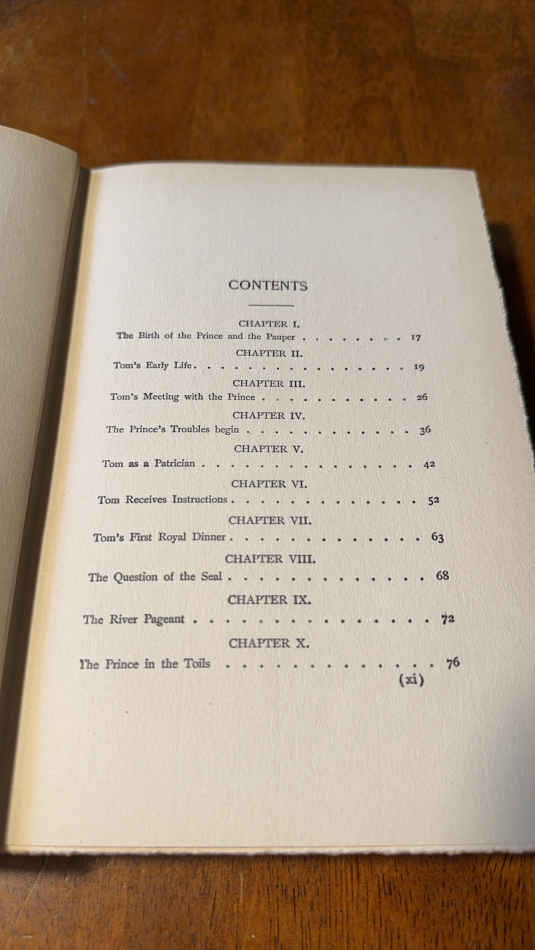 CONTENTS
CHAPTER I.
The Birth of the Prince and the Pauper . . . . . . . . 17
CHAPTER II.
Tom's Early Life . . . . . . . . . . . . . . . . 19
CHAPTER III.
Tom's Meeting with the Prince . . . . . . . . . . . 26
CHAPTER IV.
The Prince's Troubles begin . . . . . . . . . . . . 36
CHAPTER V.
Tom as a Patrician . . . . . . . . . . . . . . . 42
CHAPTER VI.
Tom Receives Instructions . . . . . . . . . . . . . 52
CHAPTER VII.
Tom's First Royal Dinner . . . . . . . . . . . . . 63
CHAPTER VIII.
The Question of the Seal . . . . . . . . . . . . . 68
CHAPTER IX.
The River Pageant . . . . . . . . . . . . . . . 72
CHAPTER X.
The Prince in the Toils . . . . . . . . . . . . . 76
(xi)